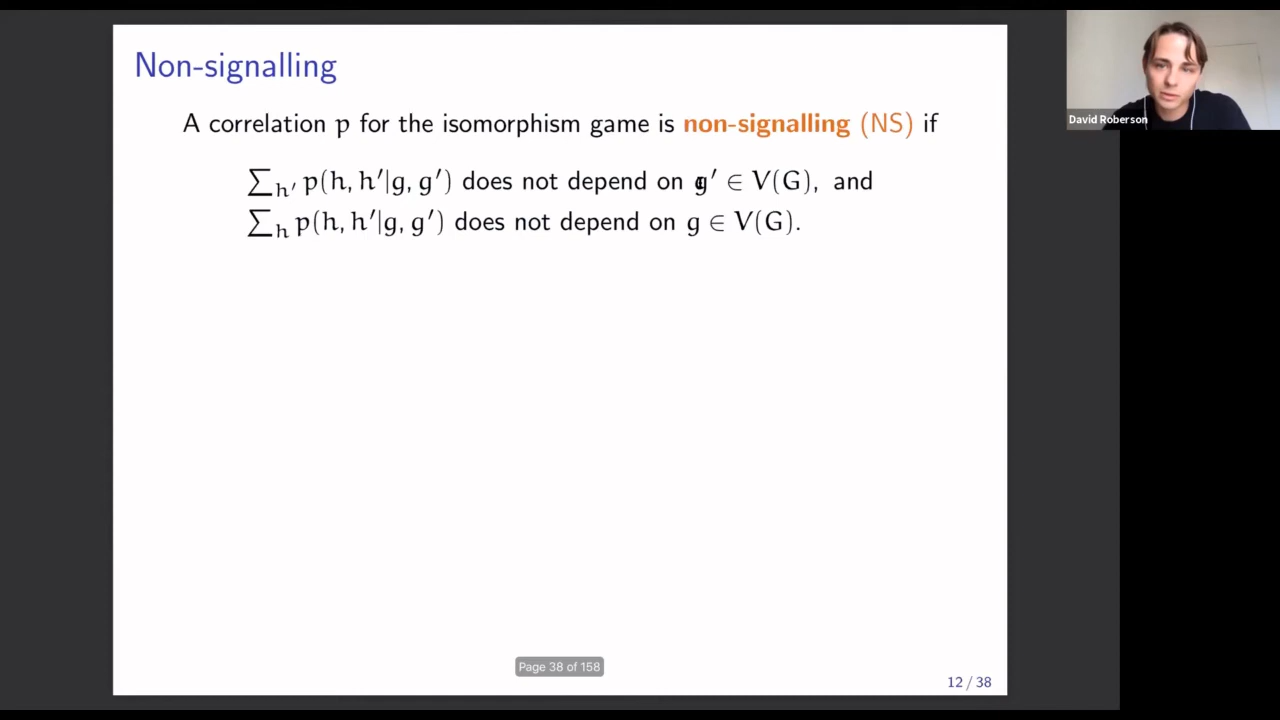 Non-signalling
A correlation p for the isomorphism game is non-signalling (NS) if
∑h′ p(h, h′|g, g′) does not depend on g′ ∈ V(G), and
∑h p(h, h′|g, g′) does not depend on g ∈ V(G).
Page 38 of 158
12 / 38
David Roberson